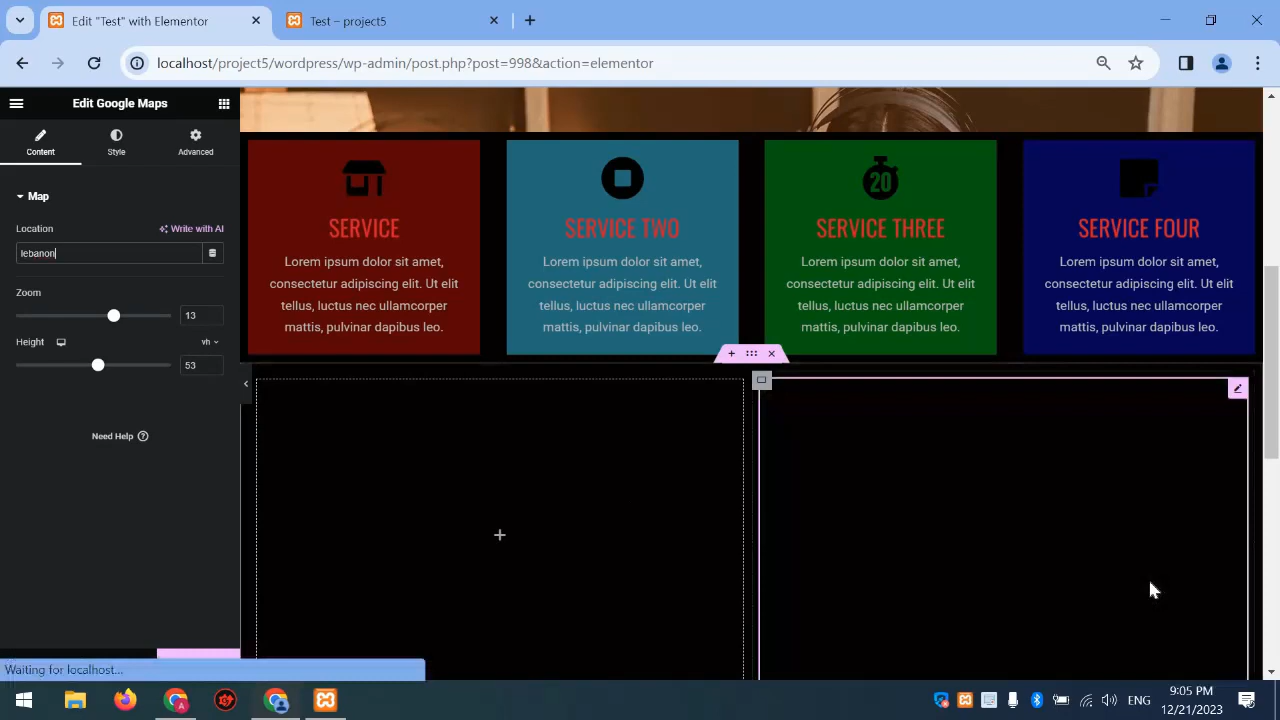 Edit "Test" with Elementor
Test – project5
localhost/project5/wordpress/wp-admin/post.php?post=998&action=elementor
Edit Google Maps
Content
Style
Advanced
Map
Location
Write with AI
lebanon
Zoom
13
Height
vh
53
Need Help
SERVICE
Lorem ipsum dolor sit amet,
consectetur adipiscing elit. Ut elit
tellus, luctus nec ullamcorper
mattis, pulvinar dapibus leo.
SERVICE TWO
Lorem ipsum dolor sit amet,
consectetur adipiscing elit. Ut elit
tellus, luctus nec ullamcorper
mattis, pulvinar dapibus leo.
20
SERVICE THREE
Lorem ipsum dolor sit amet,
consectetur adipiscing elit. Ut elit
tellus, luctus nec ullamcorper
mattis, pulvinar dapibus leo.
SERVICE FOUR
Lorem ipsum dolor sit amet,
consectetur adipiscing elit. Ut elit
tellus, luctus nec ullamcorper
mattis, pulvinar dapibus leo.
Waiting for localhost...
ENG
9:05 PM
12/21/2023